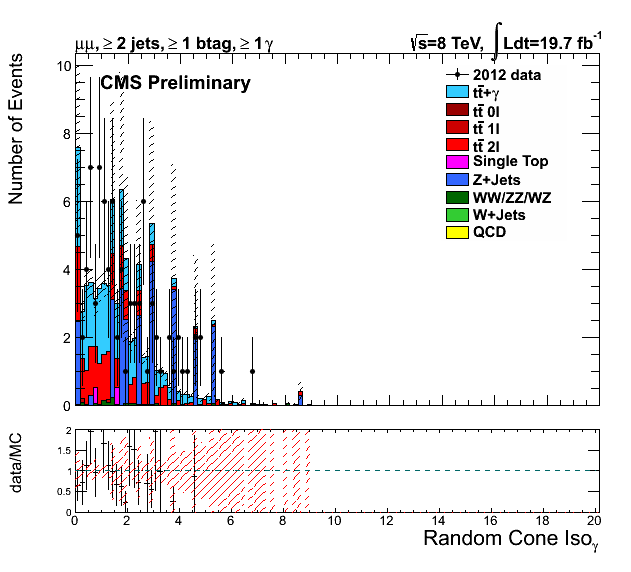 μμ, ≥ 2 jets, ≥ 1 btag, ≥ 1 γ
√s=8 TeV, ∫ Ldt=19.7 fb⁻¹
Number of Events
CMS Preliminary
10
8
6
4
2
0
2012 data
tt̄+γ
tt̄ 0l
tt̄ 1l
tt̄ 2l
Single Top
Z+Jets
WW/ZZ/WZ
W+Jets
QCD
data/MC
2
1.5
1
0.5
0
0 2 4 6 8 10 12 14 16 18 20
Random Cone Iso_γ